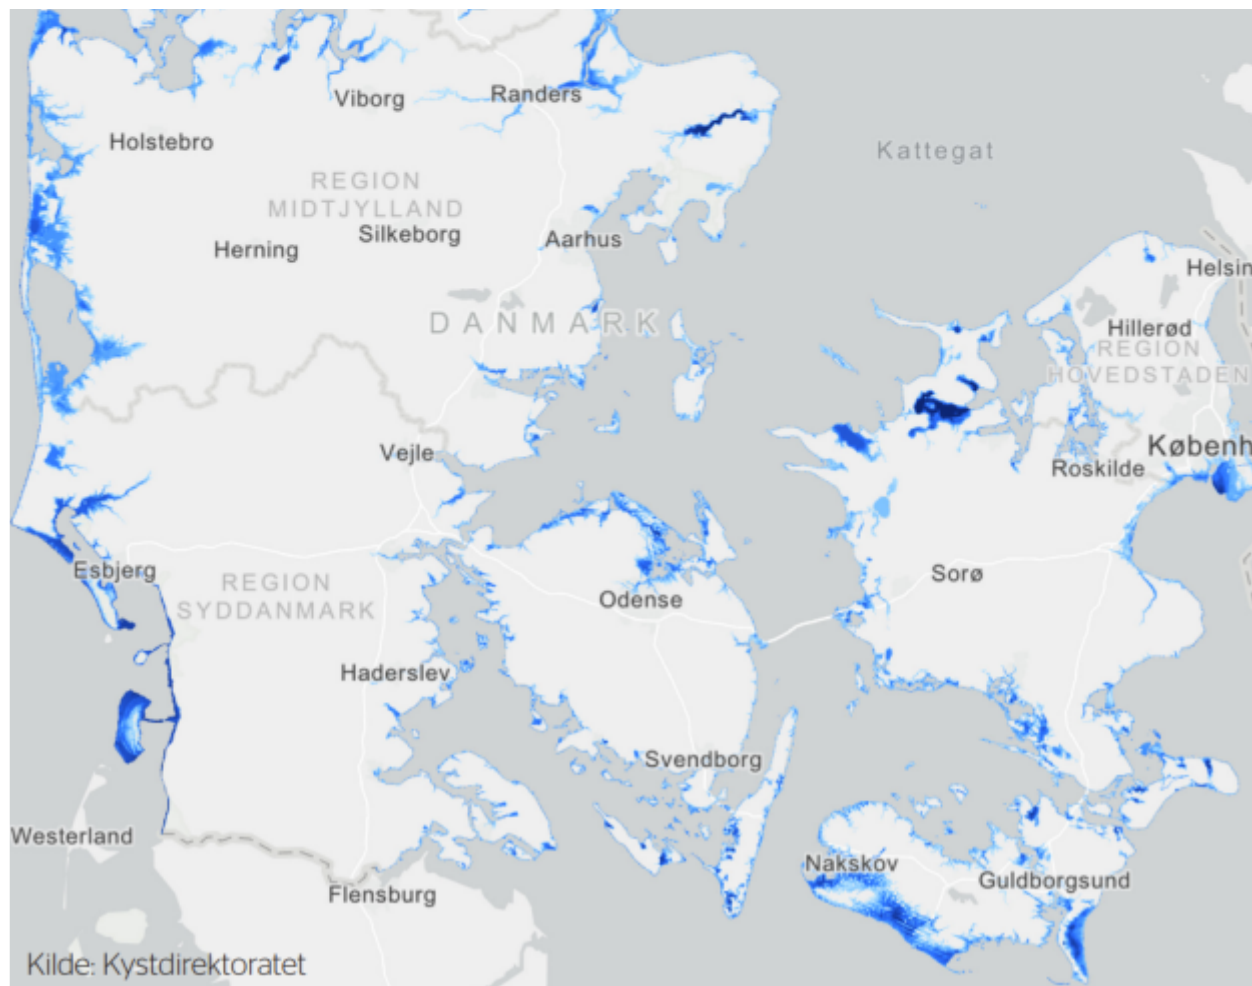 Viborg
Randers
Holstebro
Kattegat
REGION
MIDTJYLLAND
Silkeborg
Herning
Aarhus
Helsin
DANMARK
Hillerød
REGION
HOVEDSTADEN
Vejle
Københ
Roskilde
Esbjerg
REGION
SYDDANMARK
Sorø
Odense
Haderslev
Svendborg
Westerland
Nakskov
Guldborgsund
Flensburg
Kilde: Kystdirektoratet